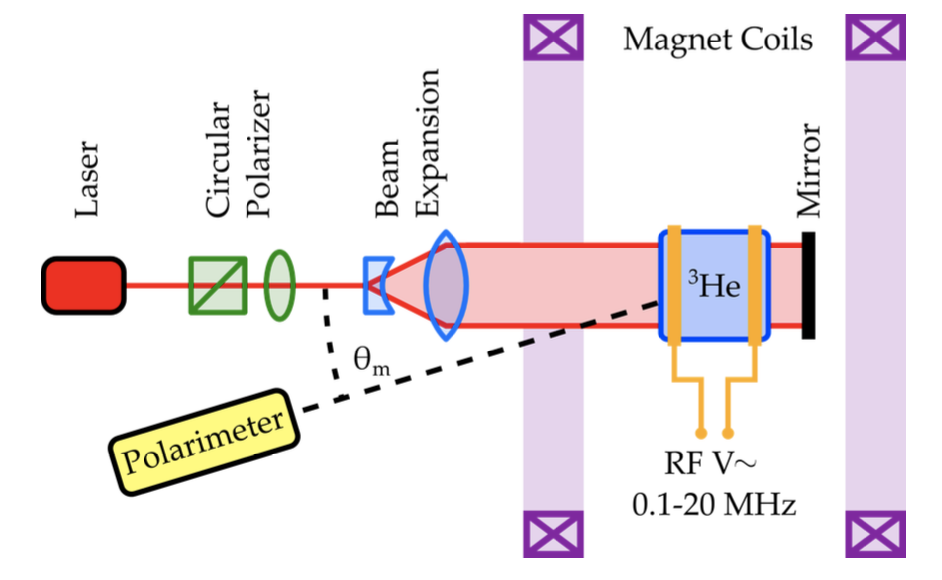 Laser
Circular
Polarizer
Beam
Expansion
Magnet Coils
Mirror
³He
θₘ
Polarimeter
RF V~
0.1-20 MHz